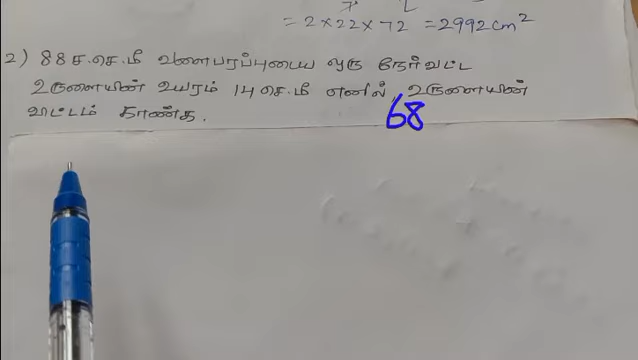 = 2 × 22 × 72 = 2992 cm²
2) 88 ச.செ.மீ வளைபரப்புடைய ஒரு நேர்வட்ட
உருளையின் உயரம் 14 செ.மீ எனில், உருளையின்
விட்டம் காண்க.
68